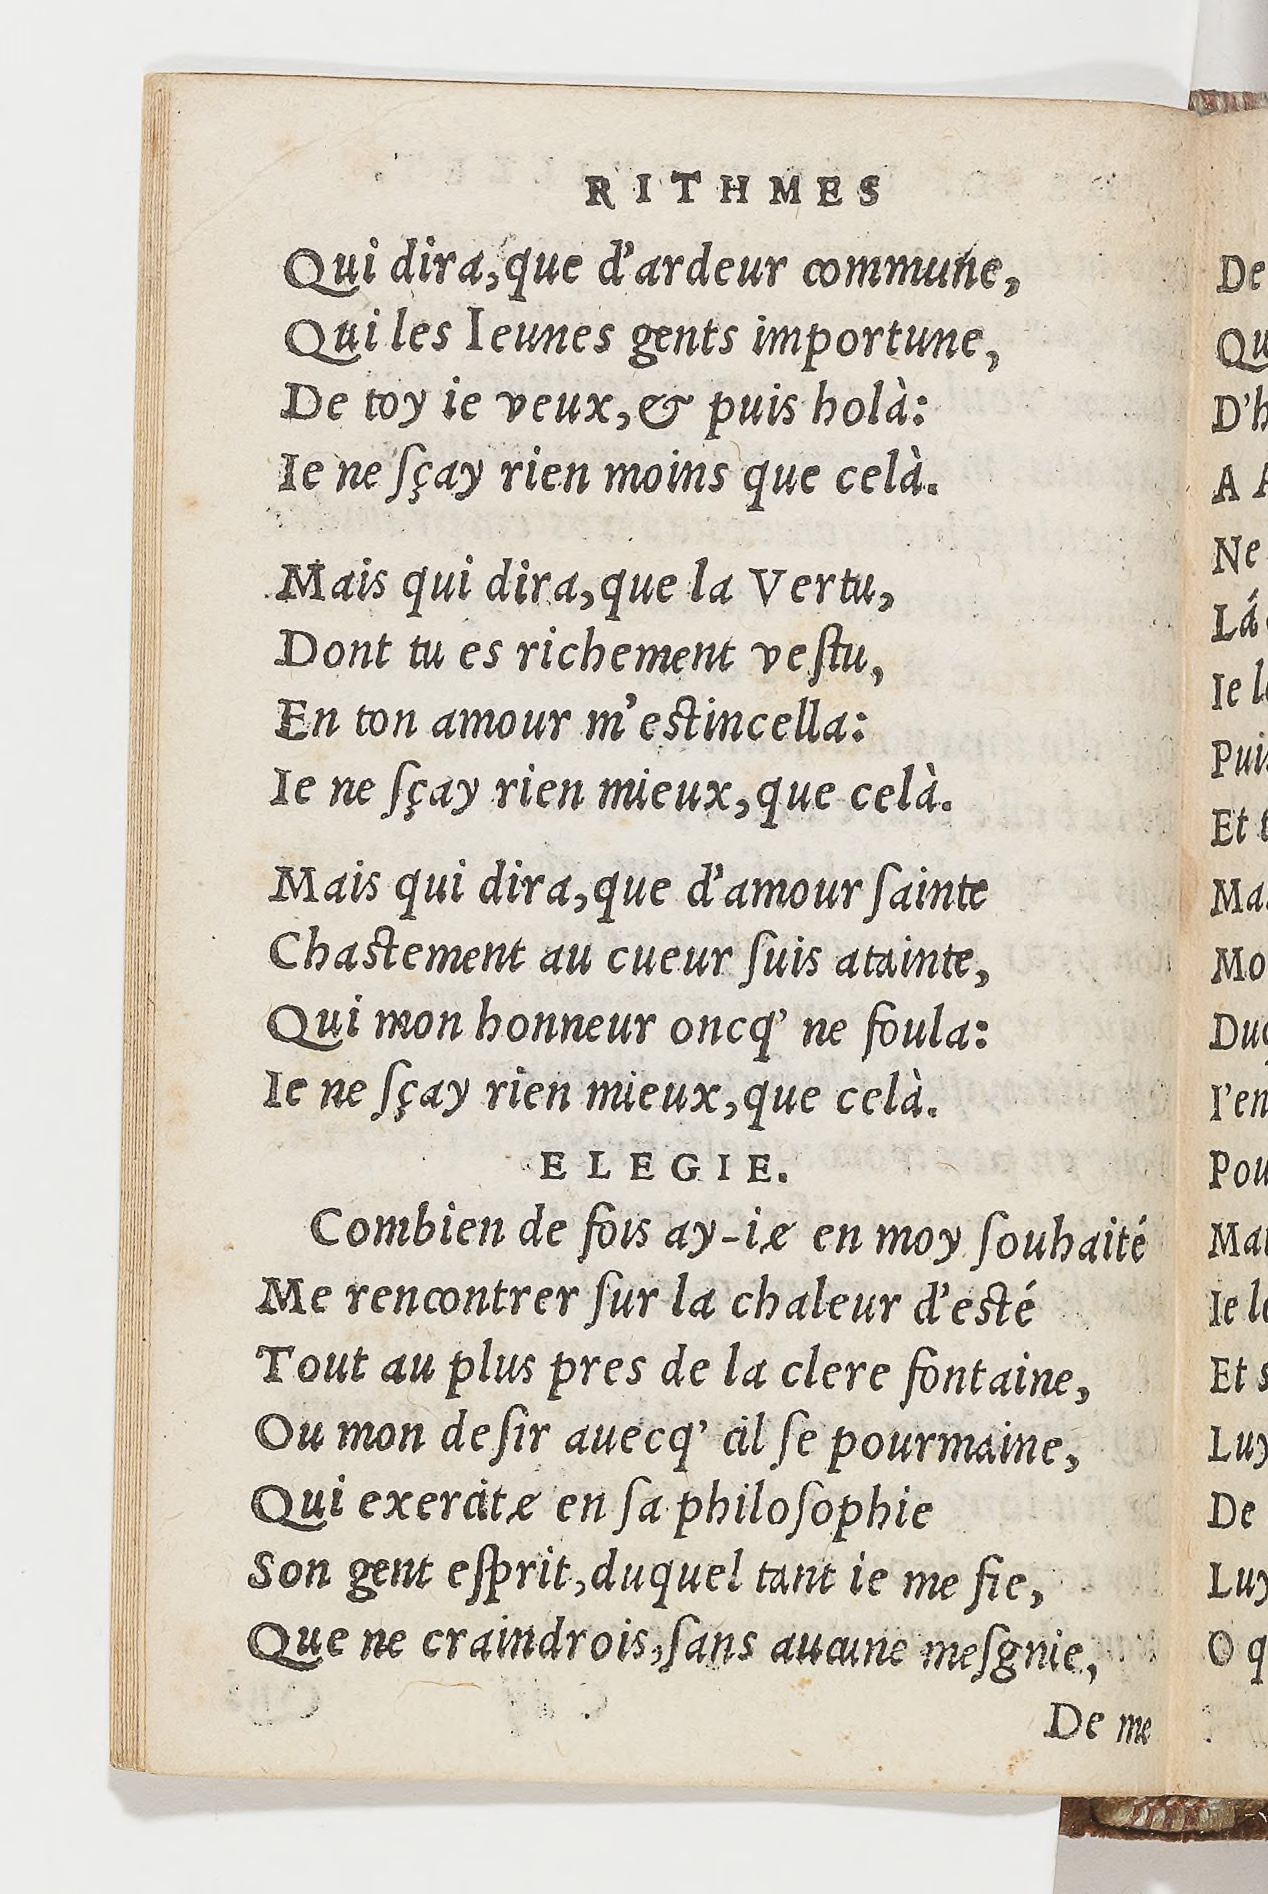 RITHMES
Qui dira, que d'ardeur commune,
Qui les Ieunes gents importune,
De toy ie veux, & puis holà:
Ie ne ſçay rien moins que celà.
Mais qui dira, que la Vertu,
Dont tu es richement veſtu,
En ton amour m'eſtincella:
Ie ne ſçay rien mieux, que celà.
Mais qui dira, que d'amour ſainte
Chaſtement au cueur ſuis atainte,
Qui mon honneur oncq' ne foula:
Ie ne ſçay rien mieux, que celà.
ELEGIE.
Combien de fois ay-ie en moy ſouhaité
Me rencontrer ſur la chaleur d'eſté
Tout au plus pres de la clere fontaine,
Ou mon deſir auecq' cil ſe pourmaine,
Qui exercite en ſa philoſophie
Son gent eſprit, duquel tant ie me fie,
Que ne craindrois, ſans aucune meſgnie,
De me
De
Qu
D'h
A
Ne
Lá
Ie l
Puis
Et t
Ma
Mo
Duq
I'en
Pou
Mai
Ie l
Et s
Luy
De
Luy
O q